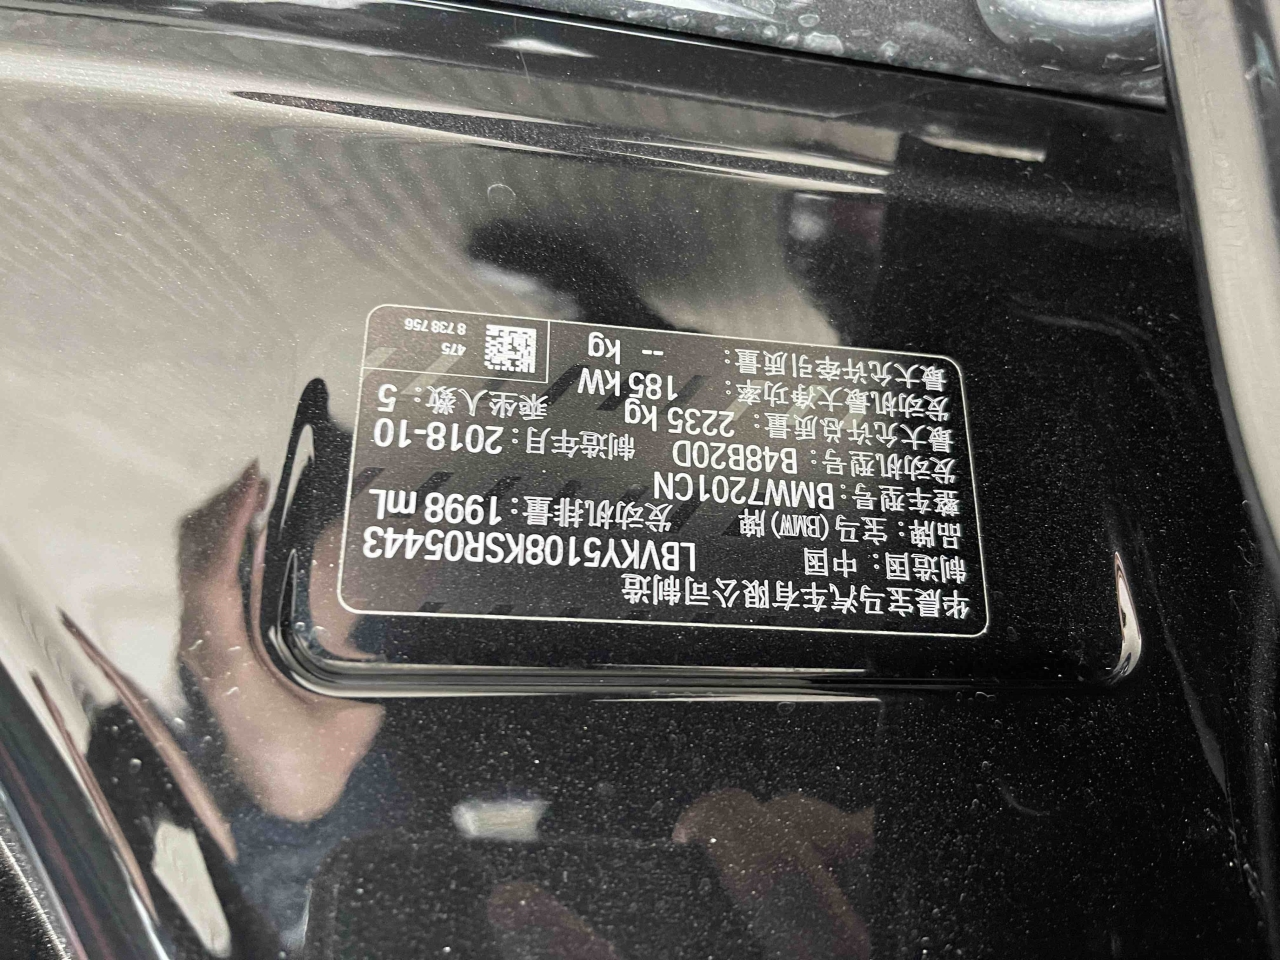 华晨宝马汽车有限公司制造
制造国：中国 LBVKY5108KSR05443
品牌：宝马(BMW)牌 发动机排量：1998 mL
整车型号：BMW7201CN
发动机型号：B48B20D 制造年月：2018-10
最大允许总质量：2235 kg 乘坐人数：5
发动机最大净功率：185 kW
最大允许牵引质量：-- kg
475
8 738 756